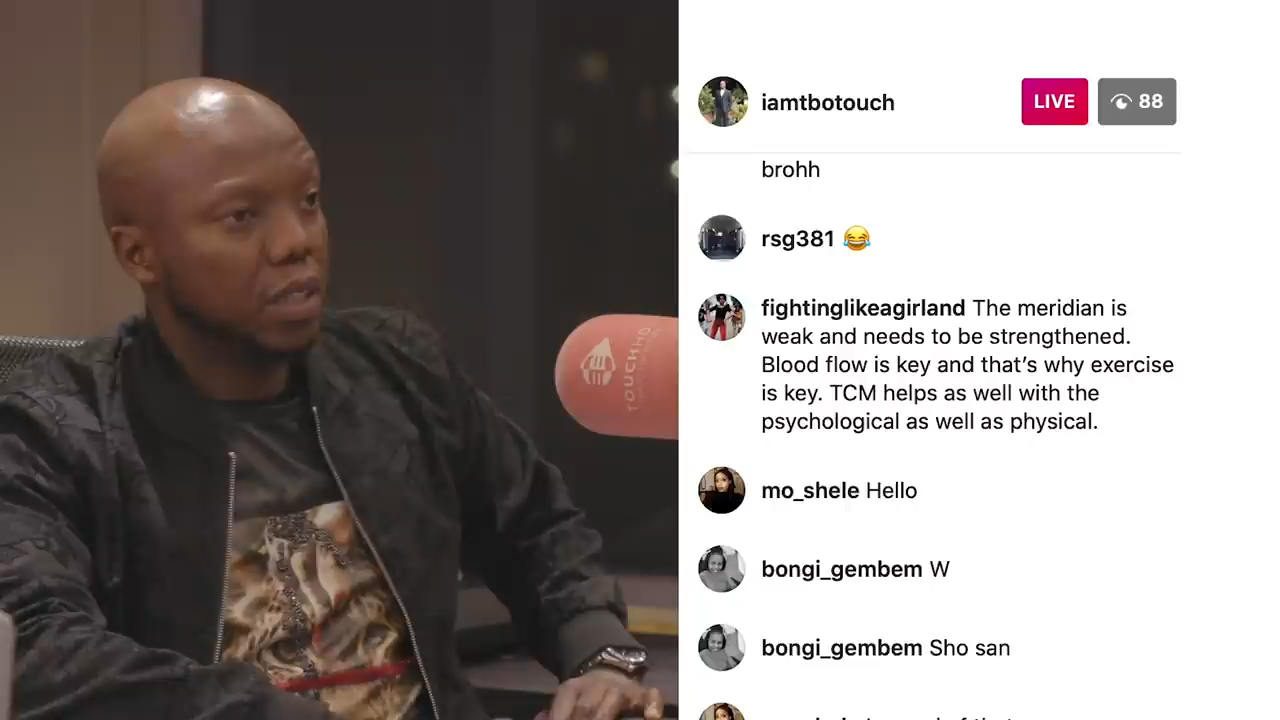 iamtbotouch
LIVE
88
brohh
rsg381 😂
fightinglikeagirland The meridian is
weak and needs to be strengthened.
Blood flow is key and that's why exercise
is key. TCM helps as well with the
psychological as well as physical.
mo_shele Hello
bongi_gembem W
bongi_gembem Sho san
TOUCHHD